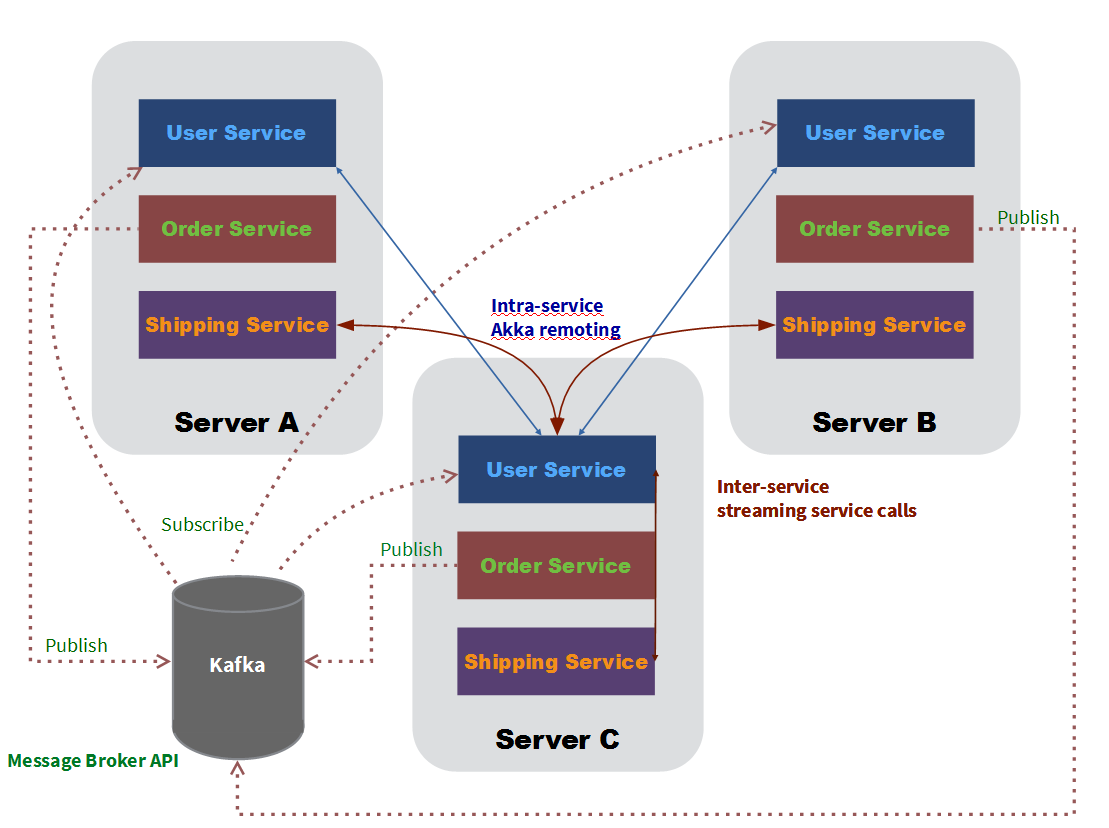 User Service
Order Service
Shipping Service
Server A
User Service
Order Service
Shipping Service
Server B
Publish
Intra-service
Akka remoting
User Service
Order Service
Shipping Service
Server C
Inter-service
streaming service calls
Subscribe
Publish
Publish
Kafka
Message Broker API